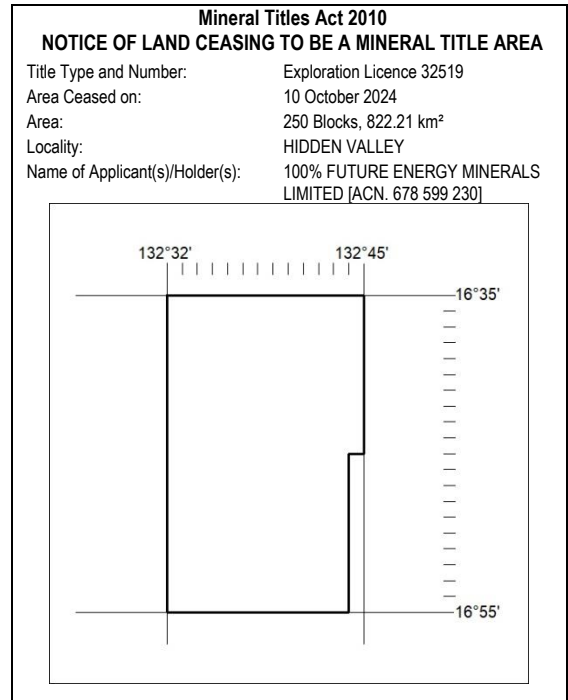 Mineral Titles Act 2010
NOTICE OF LAND CEASING TO BE A MINERAL TITLE AREA
Title Type and Number: Exploration Licence 32519
Area Ceased on: 10 October 2024
Area: 250 Blocks, 822.21 km²
Locality: HIDDEN VALLEY
Name of Applicant(s)/Holder(s): 100% FUTURE ENERGY MINERALS
LIMITED [ACN. 678 599 230]
132°32' 132°45'
16°35'
16°55'